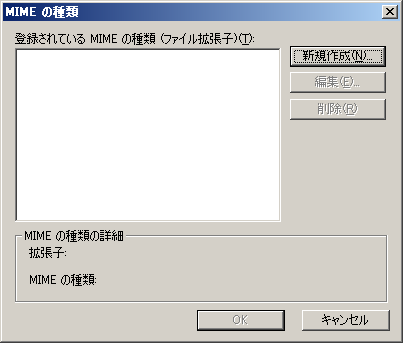 MIME の種類
登録されている MIME の種類 (ファイル拡張子)(T):
新規作成(N)...
編集(E)...
削除(R)
MIME の種類の詳細
拡張子:
MIME の種類:
OK
キャンセル